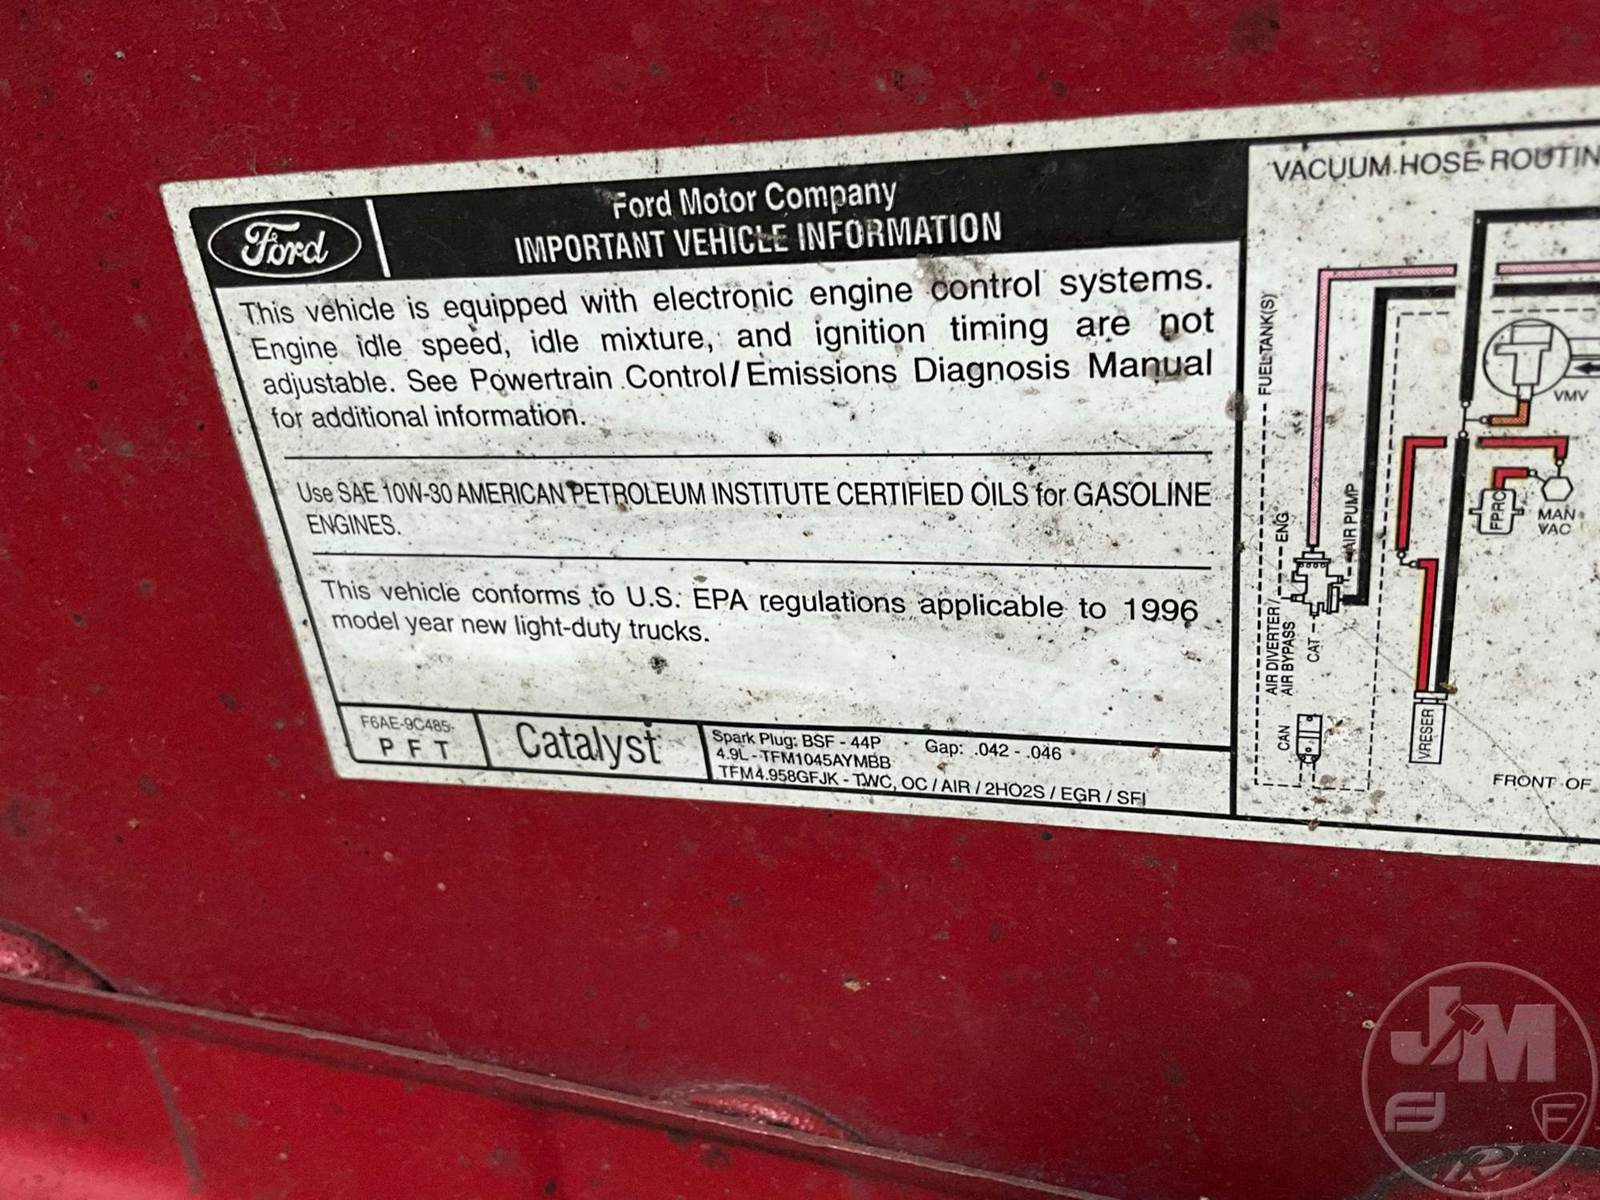 Ford
Ford Motor Company
IMPORTANT VEHICLE INFORMATION
This vehicle is equipped with electronic engine control systems.
Engine idle speed, idle mixture, and ignition timing are not
adjustable. See Powertrain Control/Emissions Diagnosis Manual
for additional information.
Use SAE 10W-30 AMERICAN PETROLEUM INSTITUTE CERTIFIED OILS for GASOLINE
ENGINES.
This vehicle conforms to U.S. EPA regulations applicable to 1996
model year new light-duty trucks.
F6AE-9C485-
PFT
Catalyst
Spark Plug: BSF - 44P Gap: .042 - .046
4.9L - TFM1045AYMBB
TFM4.958GFJK - TWC, OC / AIR / 2HO2S / EGR / SFI
VACUUM HOSE ROUTIN
FUEL TANK(S)
VMV
ENG
AIR PUMP
FPRC
MAN
VAC
AIR DIVERTER /
AIR BYPASS
CAT
CAN
VRESER
FRONT OF
JM
F